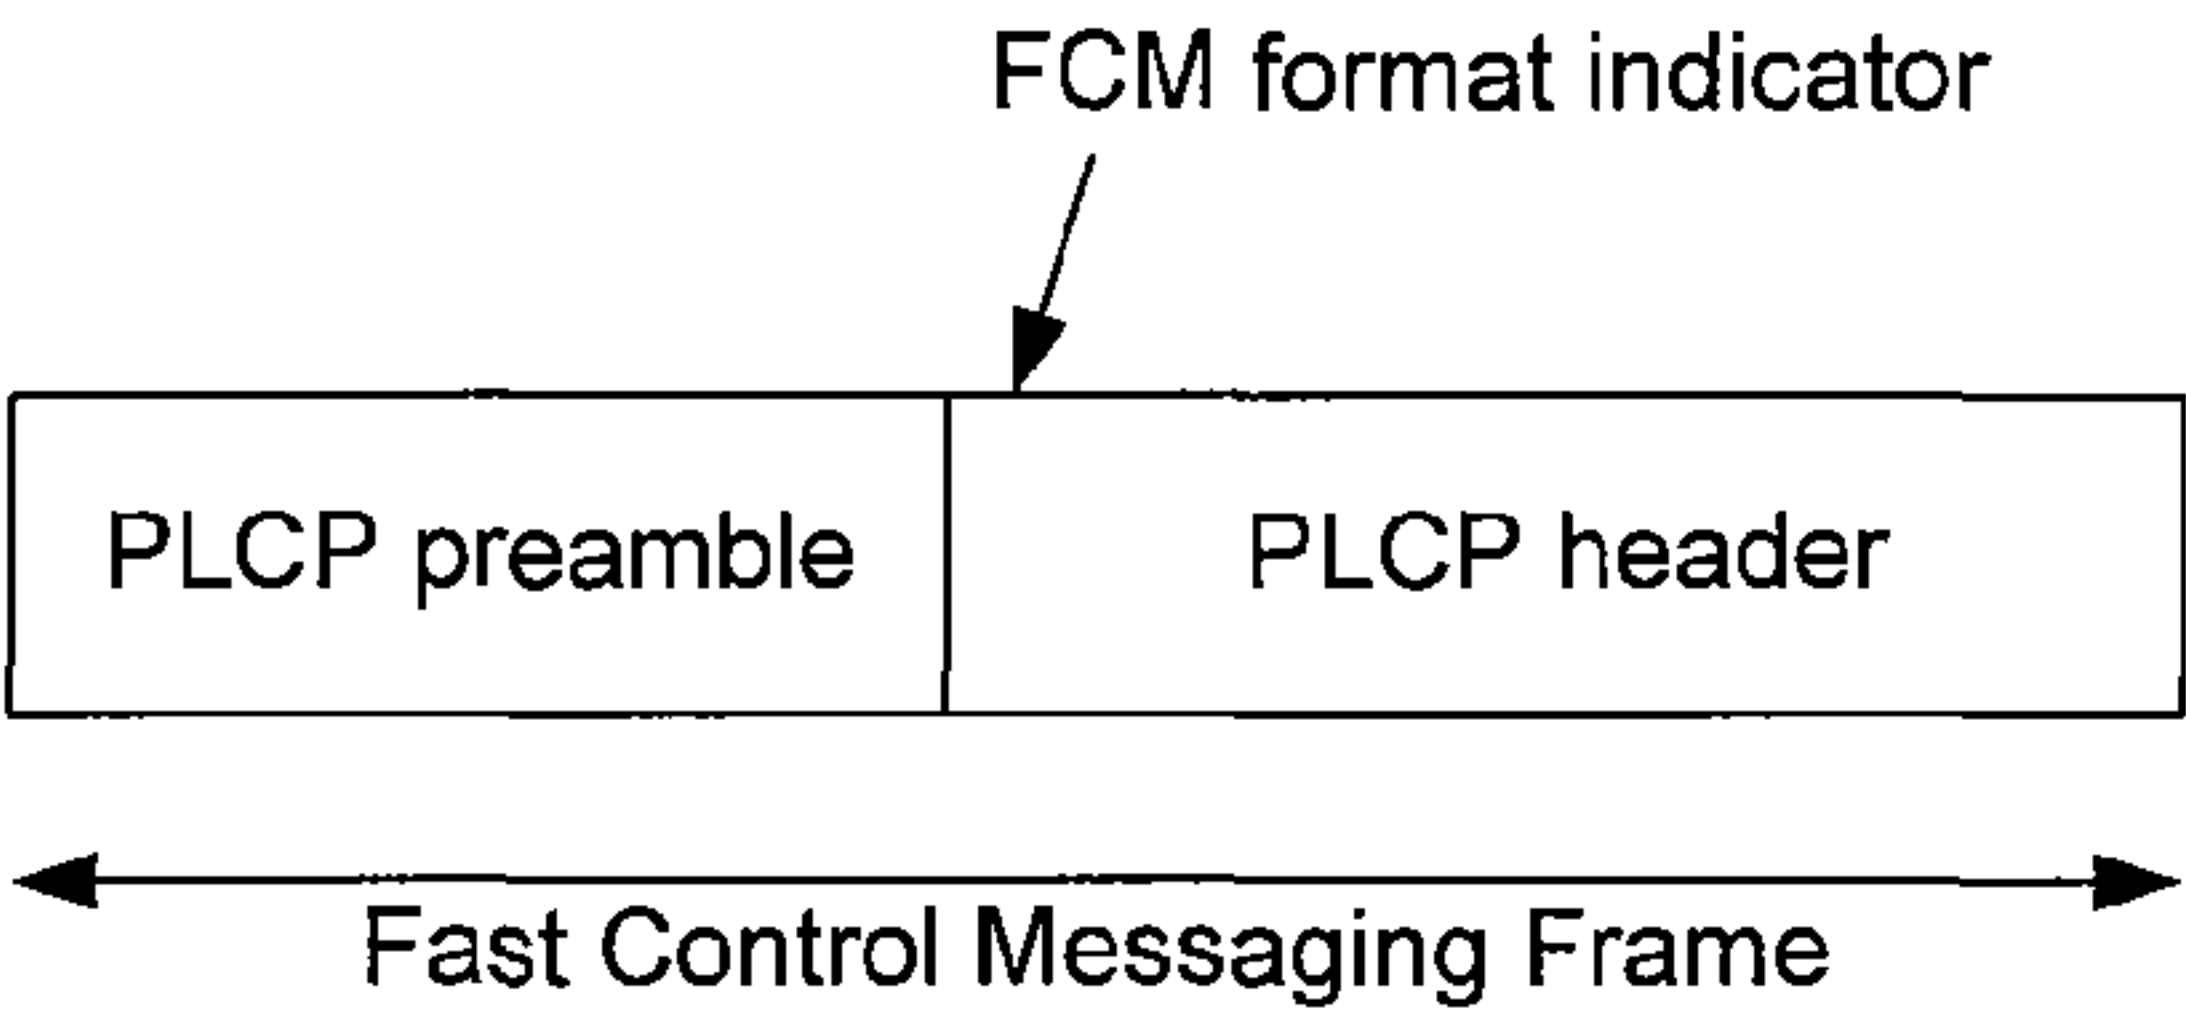 FCM format indicator
PLCP preamble
PLCP header
Fast Control Messaging Frame